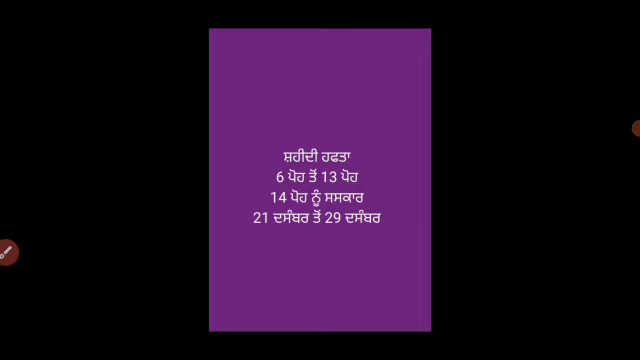 ਸ਼ਹੀਦੀ ਹਫਤਾ
6 ਪੋਹ ਤੋਂ 13 ਪੋਹ
14 ਪੋਹ ਨੂੰ ਸਸਕਾਰ
21 ਦਸੰਬਰ ਤੋਂ 29 ਦਸੰਬਰ